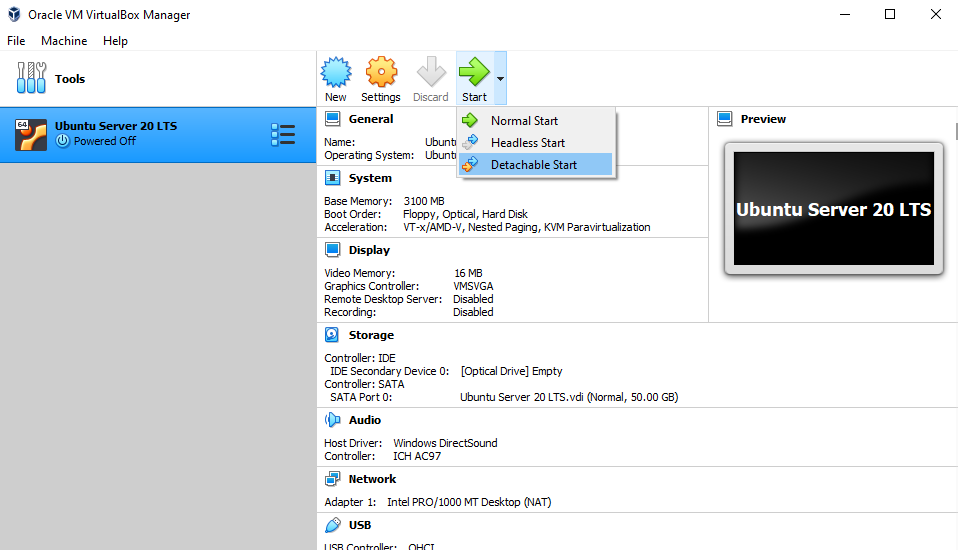 Oracle VM VirtualBox Manager
File Machine Help
Tools
New Settings Discard Start
64
Ubuntu Server 20 LTS
Powered Off
Normal Start
Headless Start
Detachable Start
General
Name: Ubuntu
Operating System: Ubuntu
Preview
Ubuntu Server 20 LTS
System
Base Memory: 3100 MB
Boot Order: Floppy, Optical, Hard Disk
Acceleration: VT-x/AMD-V, Nested Paging, KVM Paravirtualization
Display
Video Memory: 16 MB
Graphics Controller: VMSVGA
Remote Desktop Server: Disabled
Recording: Disabled
Storage
Controller: IDE
IDE Secondary Device 0: [Optical Drive] Empty
Controller: SATA
SATA Port 0: Ubuntu Server 20 LTS.vdi (Normal, 50.00 GB)
Audio
Host Driver: Windows DirectSound
Controller: ICH AC97
Network
Adapter 1: Intel PRO/1000 MT Desktop (NAT)
USB
USB Controller: OHCI